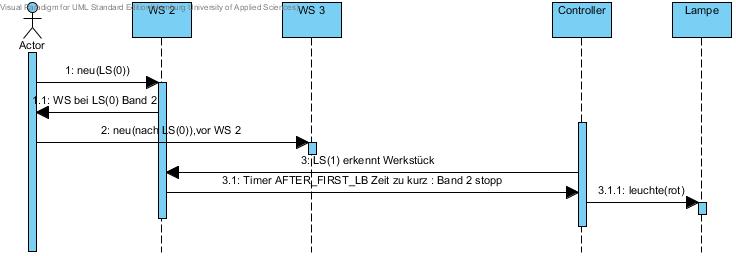 Visual Paradigm for UML Standard Edition(Hamburg University of Applied Sciences)
WS 2
WS 3
Controller
Lampe
Actor
1: neu(LS(0))
1.1: WS bei LS(0) Band 2
2: neu(nach LS(0)),vor WS 2
3: LS(1) erkennt Werkstück
3.1: Timer AFTER_FIRST_LB Zeit zu kurz : Band 2 stopp
3.1.1: leuchte(rot)